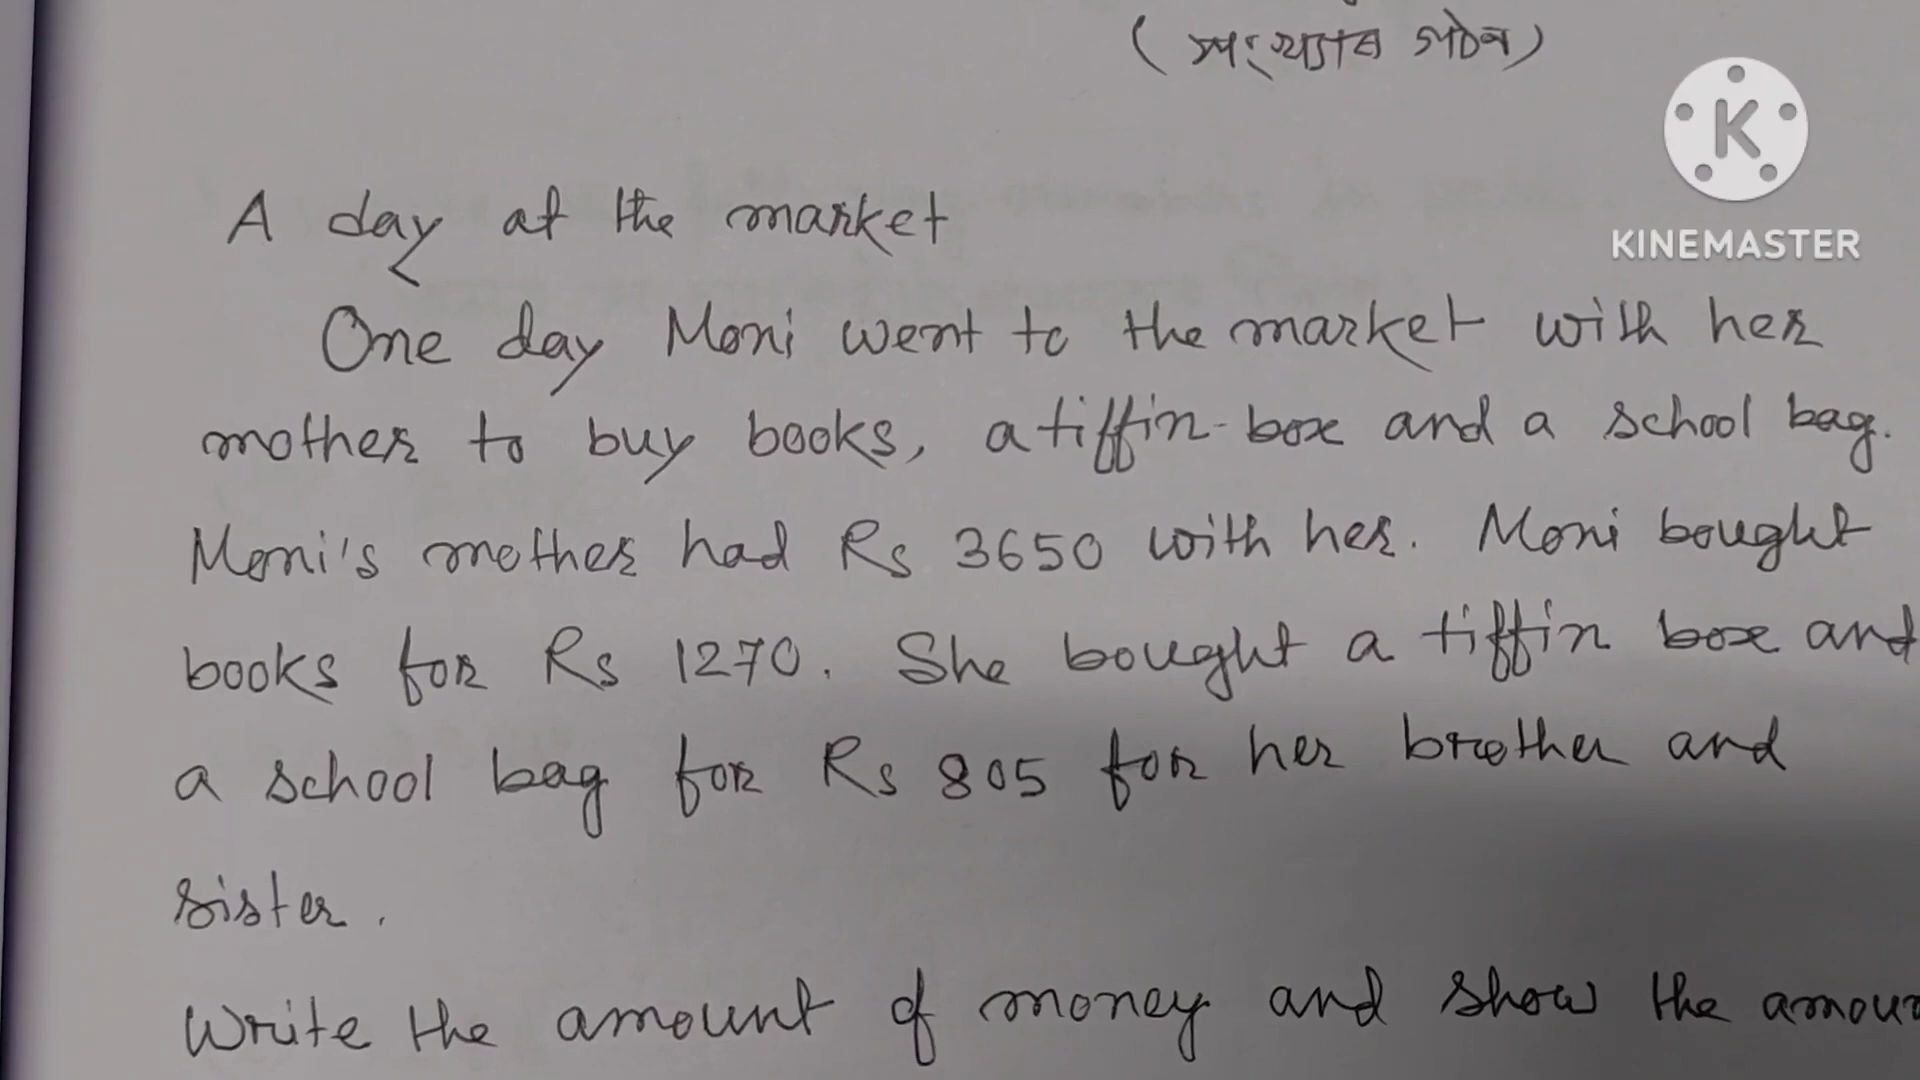 (সংখ্যার গঠন)
K
KINEMASTER
A day at the market
One day Moni went to the market with her
mother to buy books, a tiffin-box and a school bag.
Moni's mother had Rs 3650 with her. Moni bought
books for Rs 1270. She bought a tiffin box and
a school bag for Rs 805 for her brother and
sister.
Write the amount of money and show the amoun